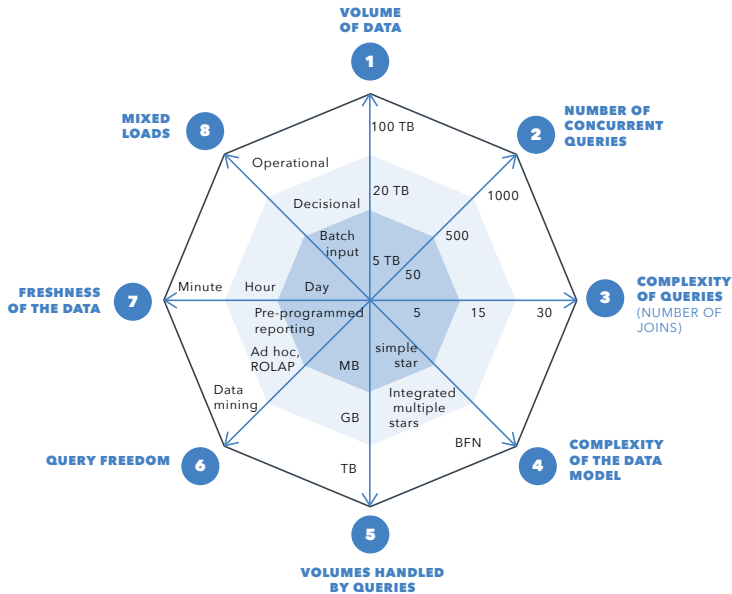 VOLUME
OF DATA
1
100 TB
20 TB
5 TB
NUMBER OF
CONCURRENT
QUERIES
2
1000
500
50
COMPLEXITY
OF QUERIES
(NUMBER OF
JOINS)
3
5
15
30
COMPLEXITY
OF THE DATA
MODEL
4
simple
star
Integrated
multiple
stars
BFN
5
VOLUMES HANDLED
BY QUERIES
MB
GB
TB
QUERY FREEDOM
6
Pre-programmed
reporting
Ad hoc,
ROLAP
Data
mining
FRESHNESS
OF THE DATA
7
Minute
Hour
Day
MIXED
LOADS
8
Operational
Decisional
Batch
input